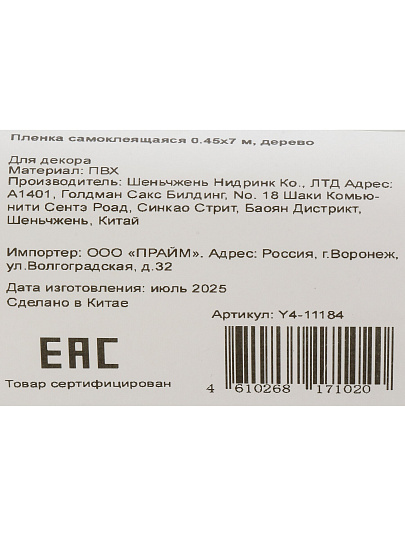 Пленка самоклеящаяся 0.45х7 м, дерево
Для декора
Материал: ПВХ
Производитель: Шеньчжень Нидринк Ко., ЛТД Адрес:
А1401, Голдман Сакс Билдинг, No. 18 Шаки Комью-
нити Сентэ Роад, Синкао Стрит, Баоян Дистрикт,
Шеньчжень, Китай
Импортер: ООО «ПРАЙМ». Адрес: Россия, г.Воронеж,
ул.Волгоградская, д.32
Дата изготовления: июль 2025
Сделано в Китае
Артикул: Y4-11184
EAC
Товар сертифицирован
4 610268 171020